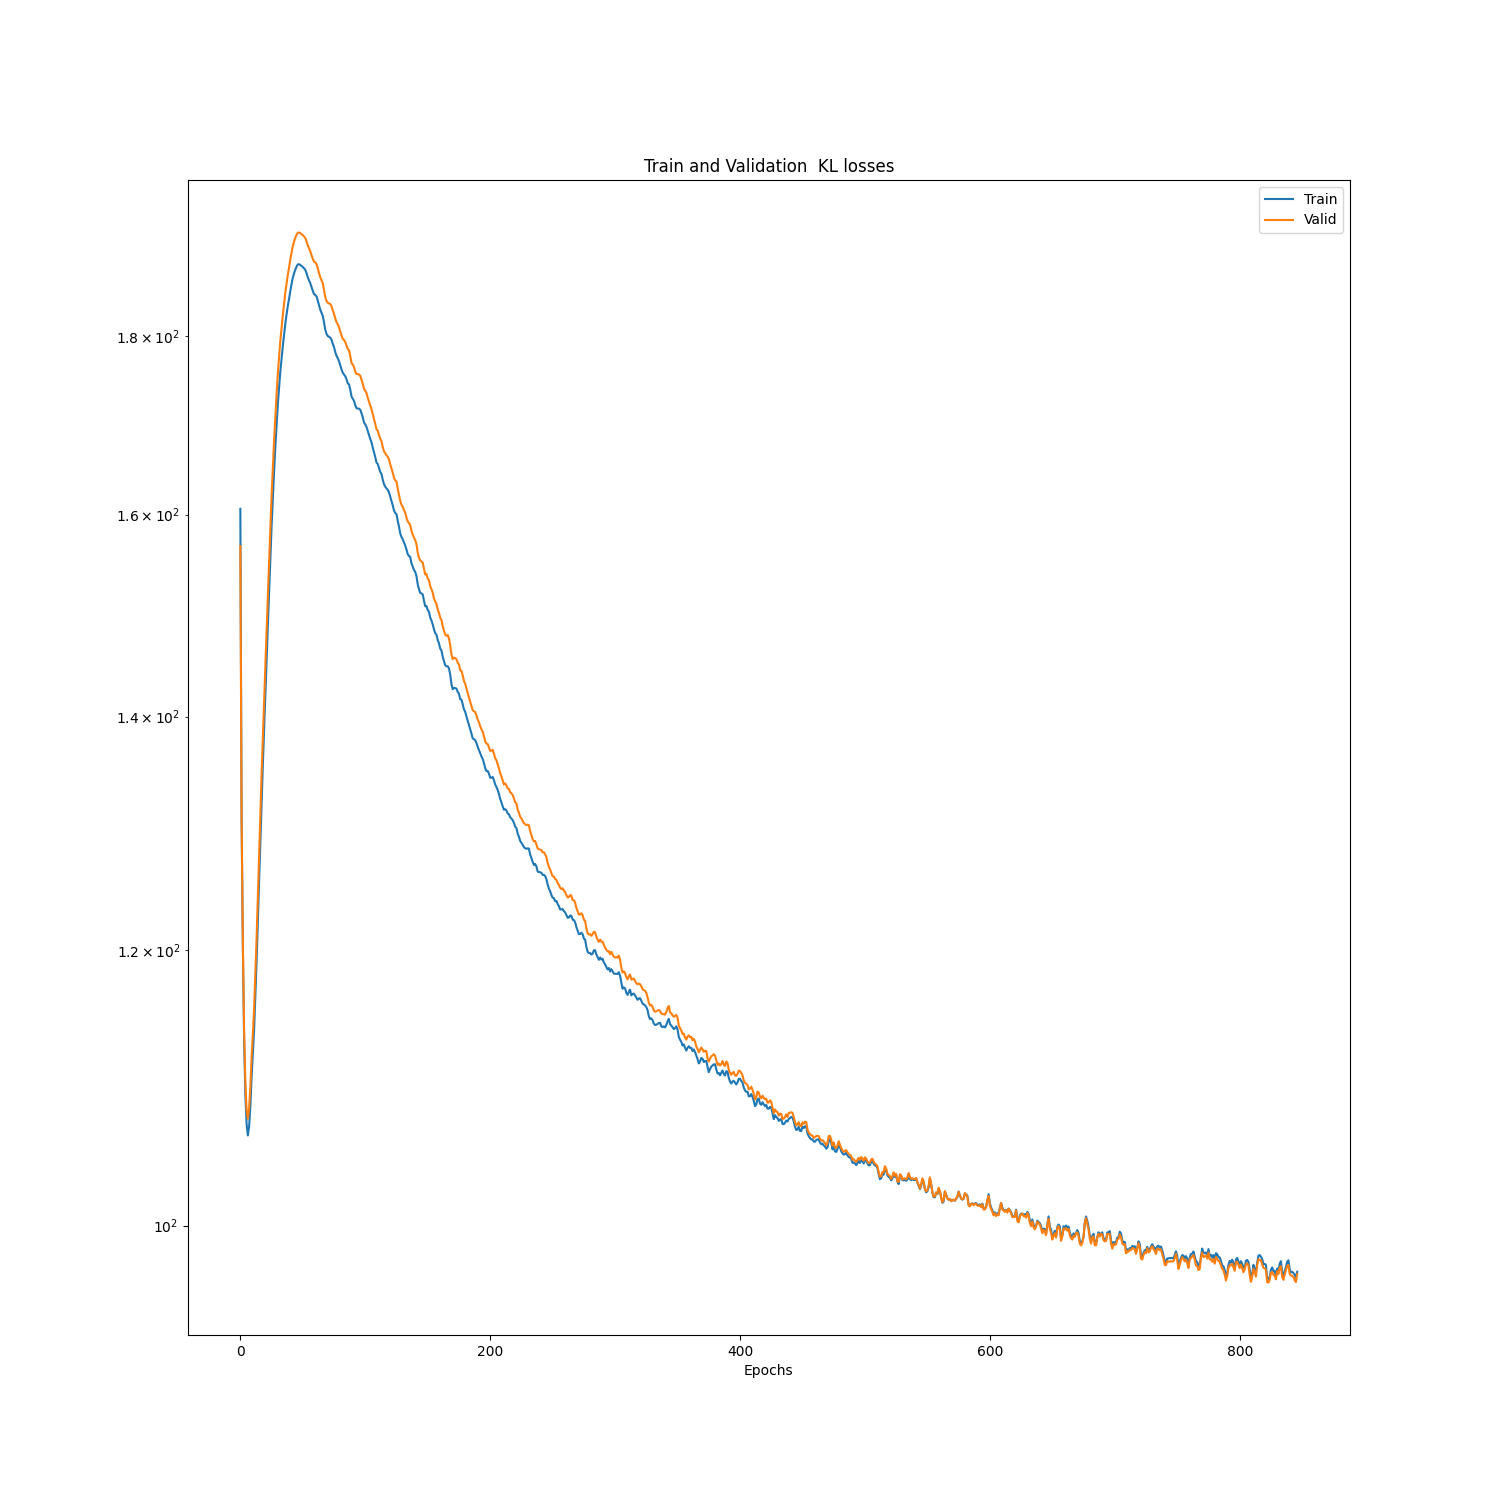 Train and Validation  KL losses
Train
Valid
1.8 × 10²
1.6 × 10²
1.4 × 10²
1.2 × 10²
10²
0 200 400 600 800
Epochs